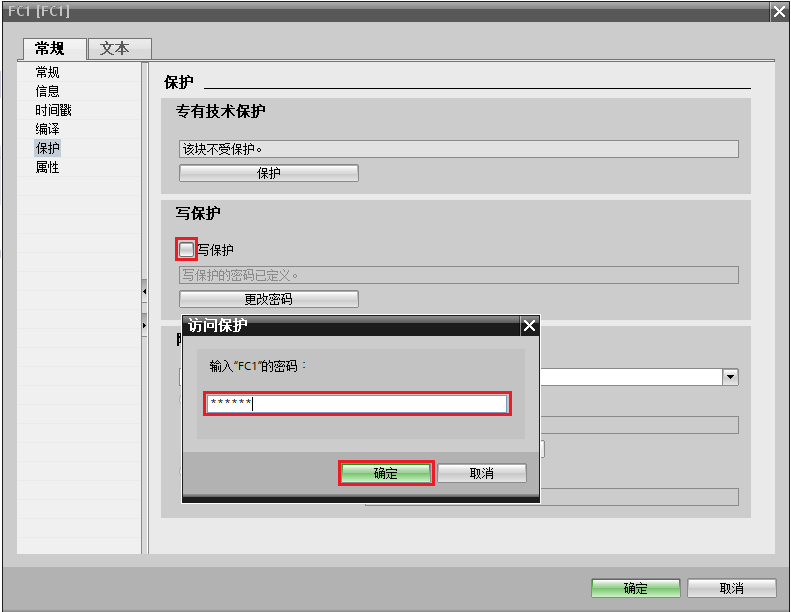 FC1 [FC1]
常规 文本
常规
信息
时间戳
编译
保护
属性
保护
专有技术保护
该块不受保护。
保护
写保护
写保护
写保护的密码已定义。
更改密码
访问保护
输入“FC1”的密码：
******
确定 取消
确定 取消